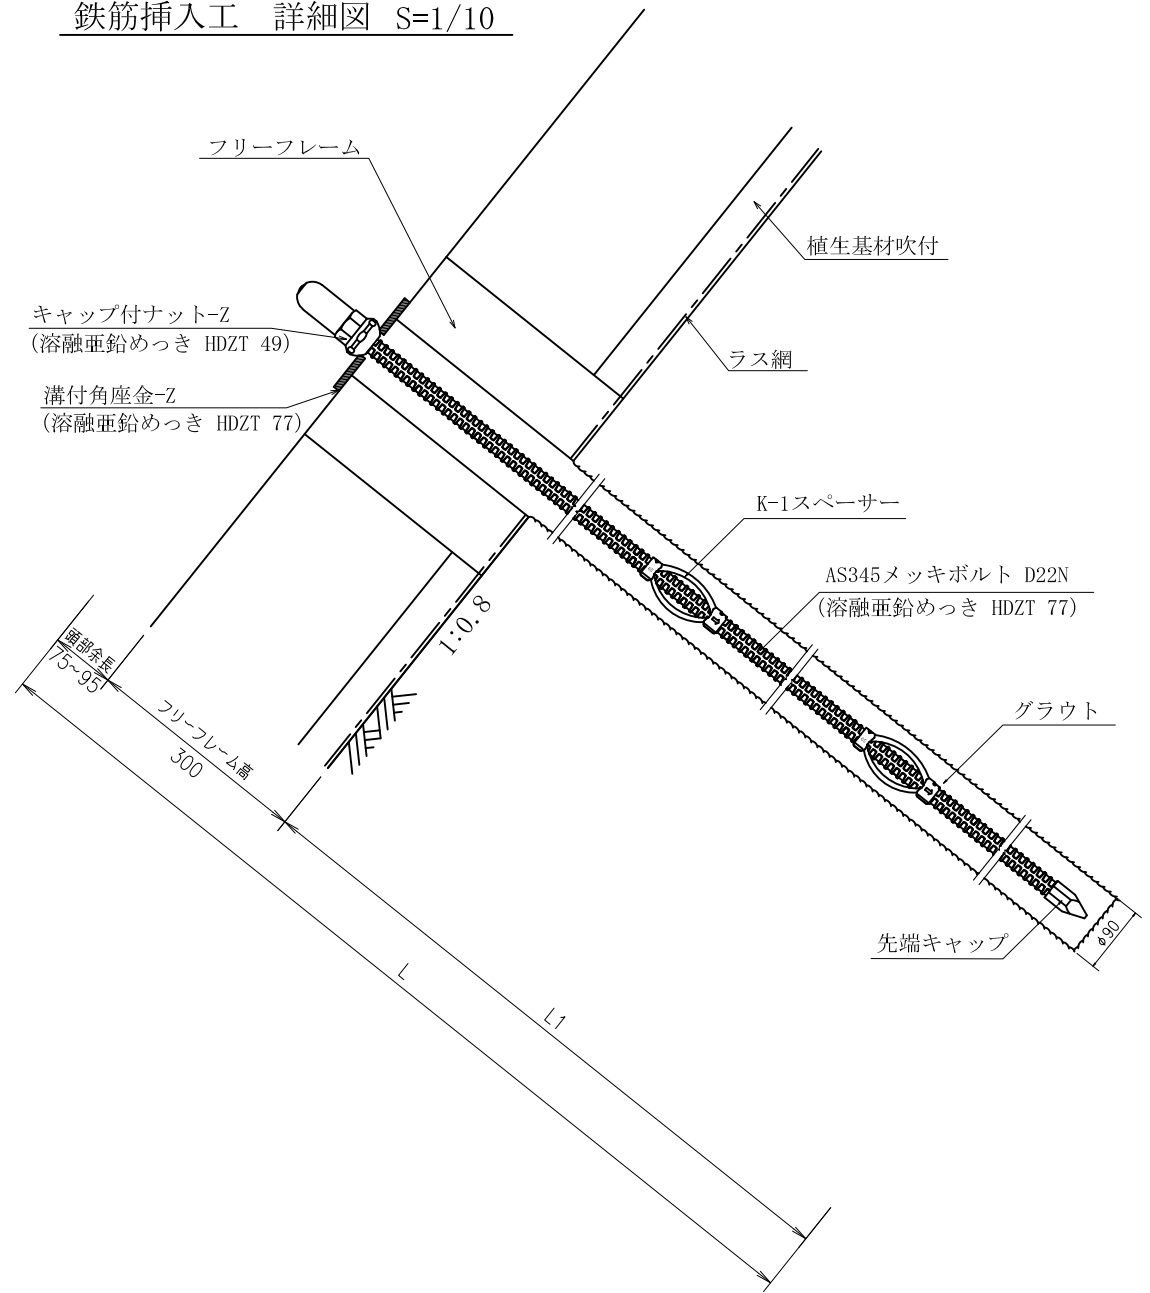 鉄筋挿入工　詳細図 S=1/10
フリーフレーム
植生基材吹付
キャップ付ナット-Z
(溶融亜鉛めっき HDZT 49)
ラス網
溝付角座金-Z
(溶融亜鉛めっき HDZT 77)
K-1スペーサー
AS345メッキボルト D22N
(溶融亜鉛めっき HDZT 77)
1:0.8
頭部余長
75~95
フリーフレーム高
300
グラウト
先端キャップ
φ90
L
L1